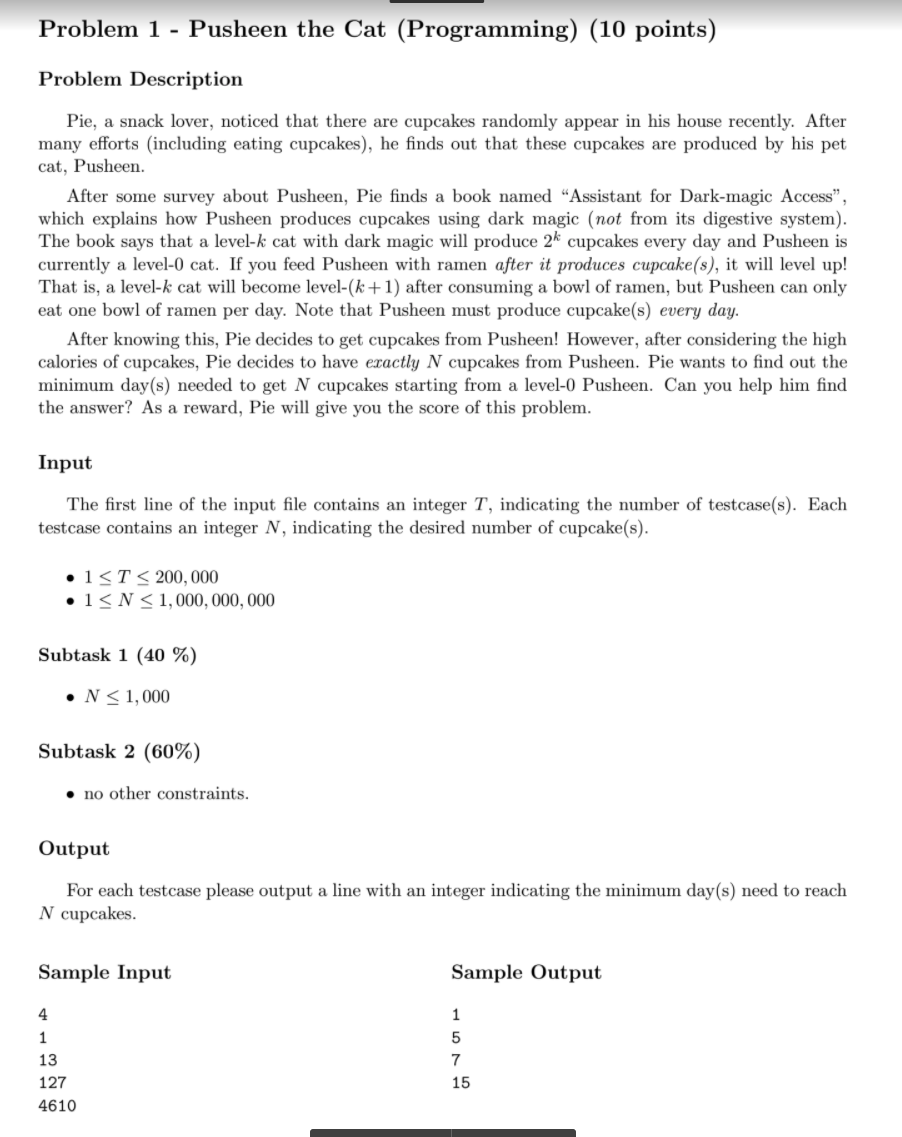 Problem 1 - Pusheen the Cat (Programming) (10 points)
Problem Description
Pie, a snack lover, noticed that there are cupcakes randomly appear in his house recently. After
many efforts (including eating cupcakes), he finds out that these cupcakes are produced by his pet
cat, Pusheen.
After some survey about Pusheen, Pie finds a book named “Assistant for Dark-magic Access”,
which explains how Pusheen produces cupcakes using dark magic (not from its digestive system).
The book says that a level-k cat with dark magic will produce 2^k cupcakes every day and Pusheen is
currently a level-0 cat. If you feed Pusheen with ramen after it produces cupcake(s), it will level up!
That is, a level-k cat will become level-(k + 1) after consuming a bowl of ramen, but Pusheen can only
eat one bowl of ramen per day. Note that Pusheen must produce cupcake(s) every day.
After knowing this, Pie decides to get cupcakes from Pusheen! However, after considering the high
calories of cupcakes, Pie decides to have exactly N cupcakes from Pusheen. Pie wants to find out the
minimum day(s) needed to get N cupcakes starting from a level-0 Pusheen. Can you help him find
the answer? As a reward, Pie will give you the score of this problem.
Input
The first line of the input file contains an integer T, indicating the number of testcase(s). Each
testcase contains an integer N, indicating the desired number of cupcake(s).
• 1 ≤ T ≤ 200,000
• 1 ≤ N ≤ 1,000,000,000
Subtask 1 (40 %)
• N ≤ 1,000
Subtask 2 (60%)
• no other constraints.
Output
For each testcase please output a line with an integer indicating the minimum day(s) need to reach
N cupcakes.
Sample Input
4
1
13
127
4610
Sample Output
1
5
7
15